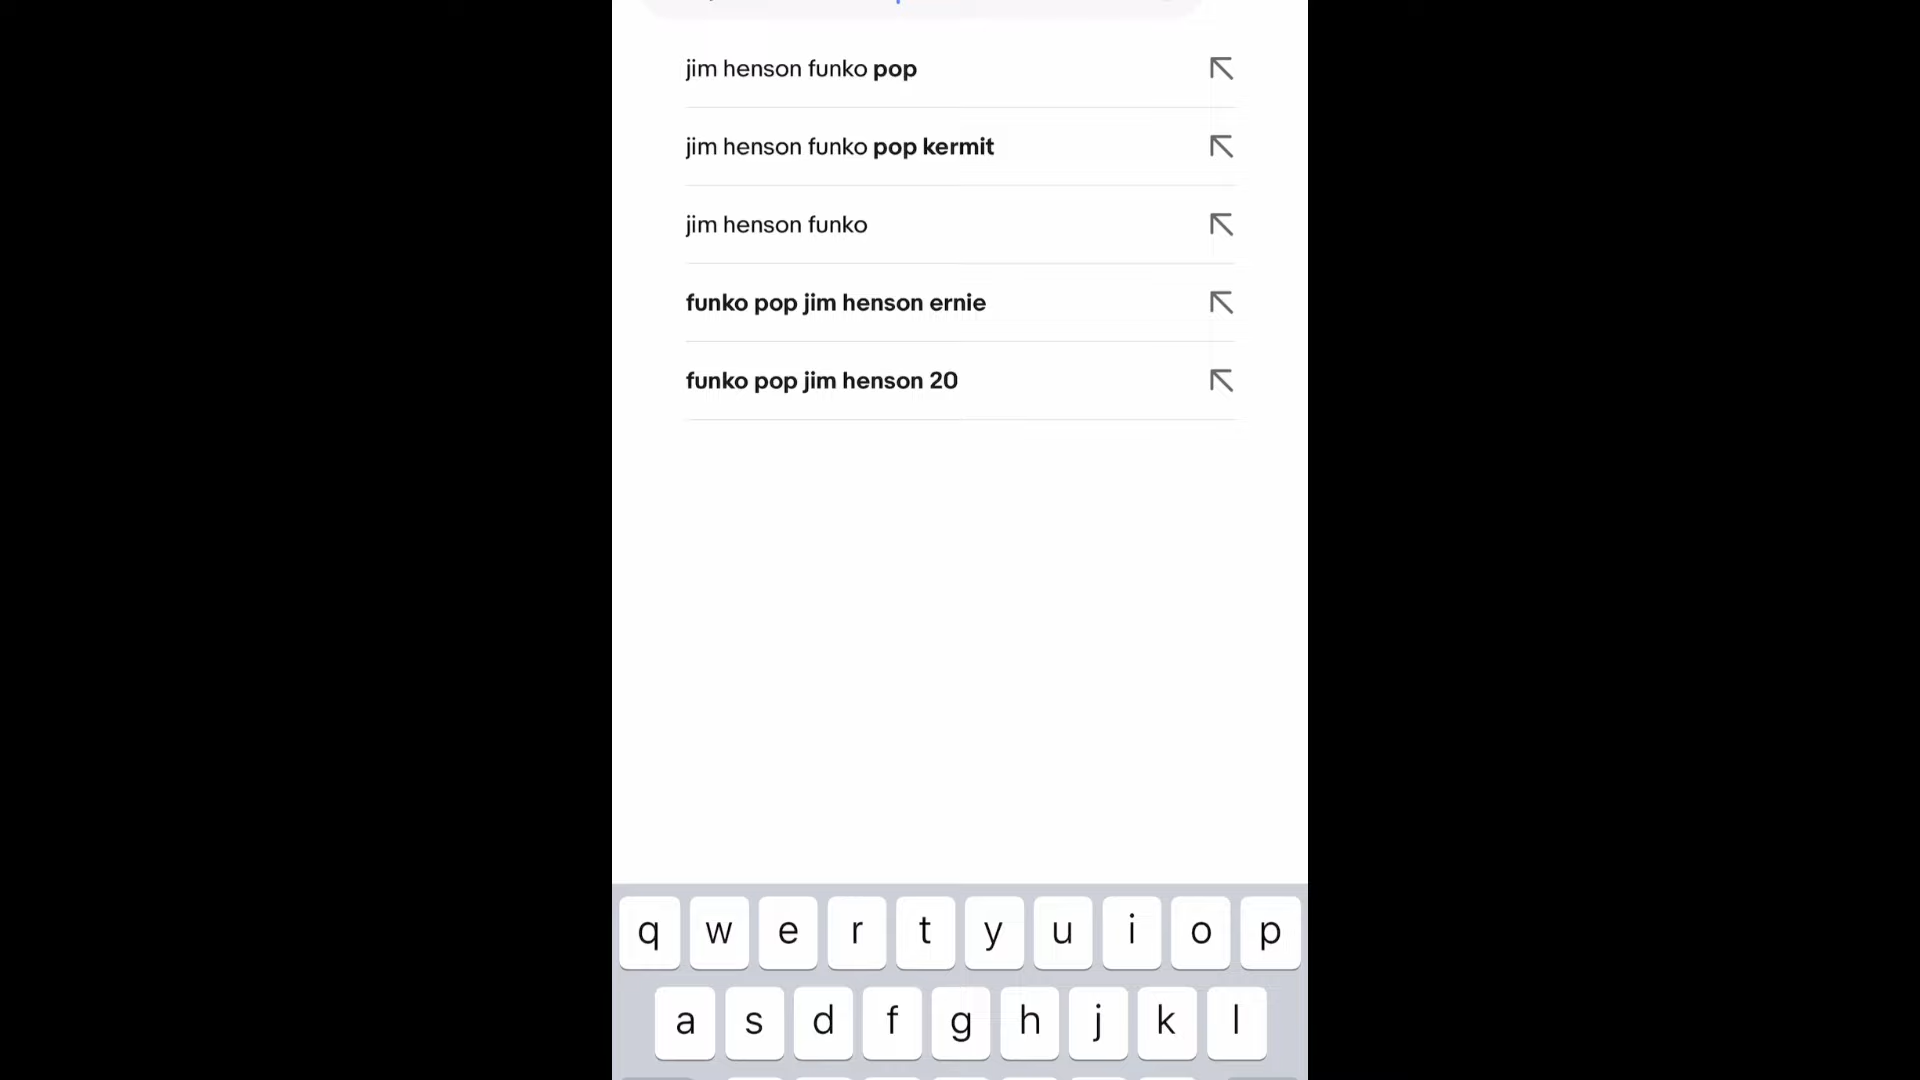 jim henson funko pop
jim henson funko pop kermit
jim henson funko
funko pop jim henson ernie
funko pop jim henson 20
q w e r t y u i o p
a s d f g h j k l